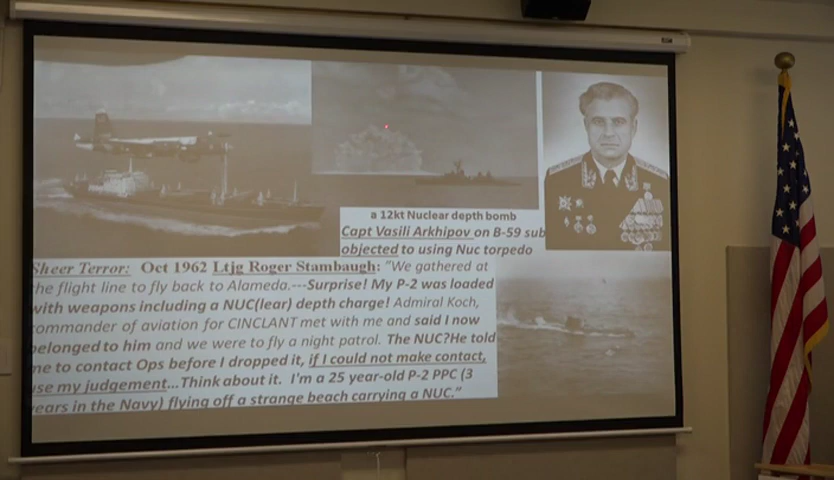 a 12kt Nuclear depth bomb
Capt Vasili Arkhipov on B-59 sub
objected to using Nuc torpedo
Sheer Terror: Oct 1962 Ltjg Roger Stambaugh: "We gathered at
the flight line to fly back to Alameda.---Surprise! My P-2 was loaded
with weapons including a NUC(lear) depth charge! Admiral Koch,
commander of aviation for CINCLANT met with me and said I now
belonged to him and we were to fly a night patrol. The NUC?He told
me to contact Ops before I dropped it, if I could not make contact,
use my judgement...Think about it. I'm a 25 year-old P-2 PPC (3
years in the Navy) flying off a strange beach carrying a NUC."